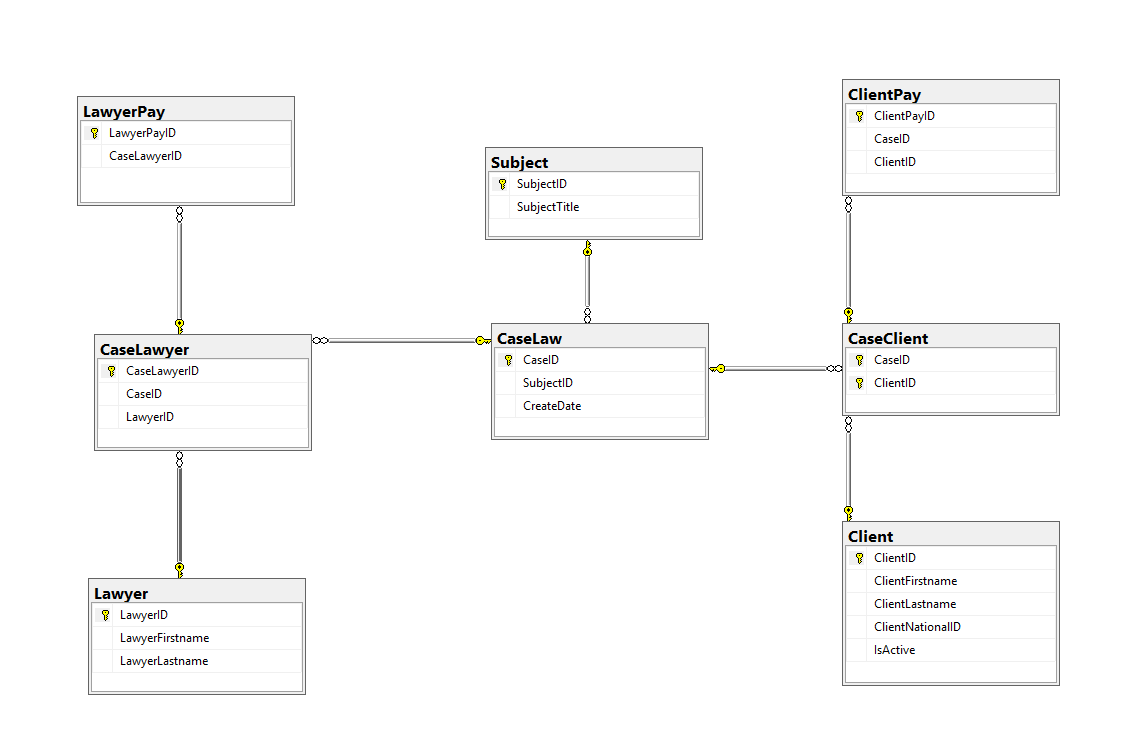 LawyerPay
LawyerPayID
CaseLawyerID
Subject
SubjectID
SubjectTitle
ClientPay
ClientPayID
CaseID
ClientID
CaseLawyer
CaseLawyerID
CaseID
LawyerID
CaseLaw
CaseID
SubjectID
CreateDate
CaseClient
CaseID
ClientID
Lawyer
LawyerID
LawyerFirstname
LawyerLastname
Client
ClientID
ClientFirstname
ClientLastname
ClientNationalID
IsActive